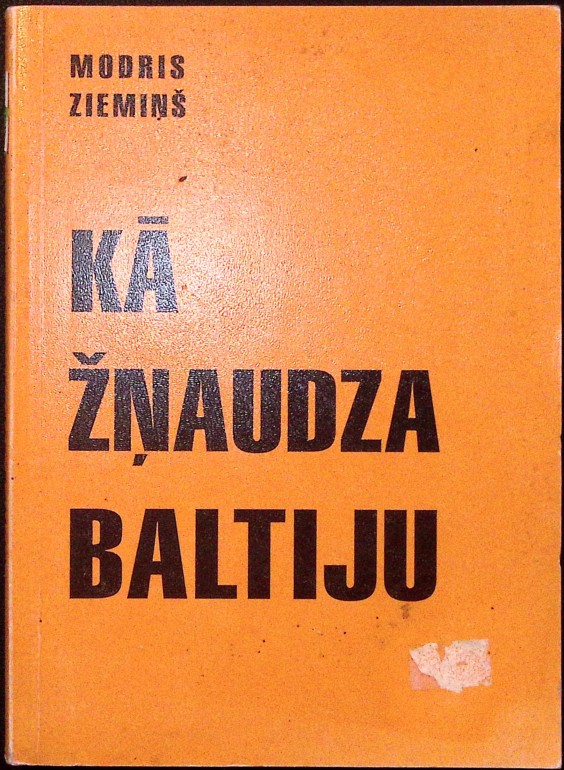 MODRIS
ZIEMIŅŠ
KĀ
ŽŅAUDZA
BALTIJU